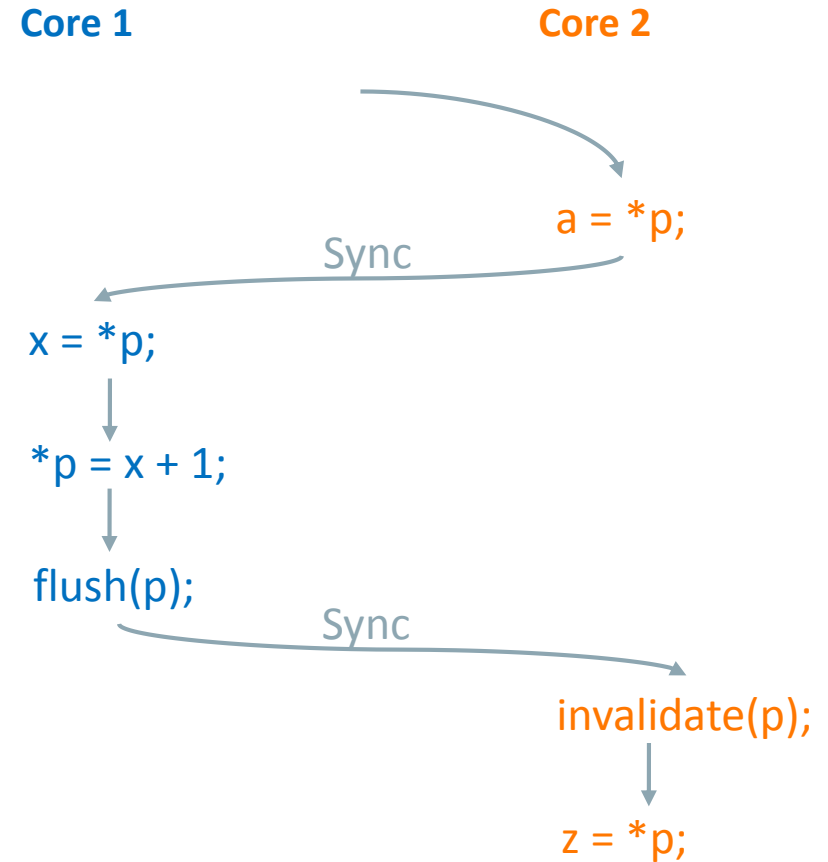 Core 1
Core 2
a = *p;
Sync
x = *p;
*p = x + 1;
flush(p);
Sync
invalidate(p);
z = *p;